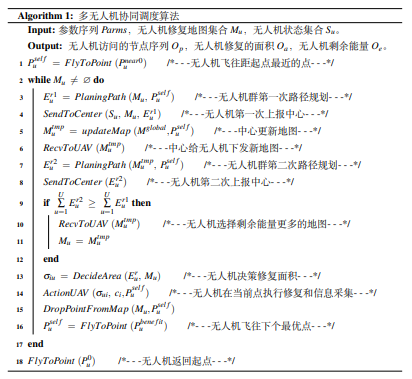 Algorithm 1: 多无人机协同调度算法
Input: 参数序列 Parms, 无人机修复地图集合 M_u, 无人机状态集合 S_u。
Output: 无人机访问的节点序列 O_p, 无人机修复的面积 O_a, 无人机剩余能量 O_e。
1 P_u^{self} = FlyToPoint (P_u^{near0}) /*---无人机飞往距起点最近的点---*/
2 while M_u ≠ ∅ do
3 E_u^{r1} = PlaningPath (M_u, P_u^{self}) /*---无人机群第一次路径规划---*/
4 SendToCenter (S_u, M_u, E_u^{r1}) /*---无人机第一次上报中心---*/
5 M_u^{tmp} = updateMap (M^{global}, P_u^{self}) /*---中心更新地图---*/
6 RecvToUAV (M_u^{tmp}) /*---中心给无人机下发新地图---*/
7 E_u^{r2} = PlaningPath (M_u^{tmp}, P_u^{self}) /*---无人机群第二次路径规划---*/
8 SendToCenter (E_u^{r2}) /*---无人机第二次上报中心---*/
9 if \sum_{u=1}^{U} E_u^{r2} ≥ \sum_{u=1}^{U} E_u^{r1} then
10 RecvToUAV (M_u^{tmp}) /*---无人机选择剩余能量更多的地图---*/
11 M_u = M_u^{tmp}
12 end
13 σ_{iu} = DecideArea (E_u^r, M_u) /*---无人机决策修复面积---*/
14 ActionUAV (σ_{ui}, c_i, P_u^{self}) /*---无人机在当前点执行修复和信息采集---*/
15 DropPointFromMap (M_u, P_u^{self})
16 P_u^{self} = FlyToPoint (P_u^{benefit}) /*---无人机飞往下个最优点---*/
17 end
18 FlyToPoint (P_u^0) /*---无人机返回起点---*/